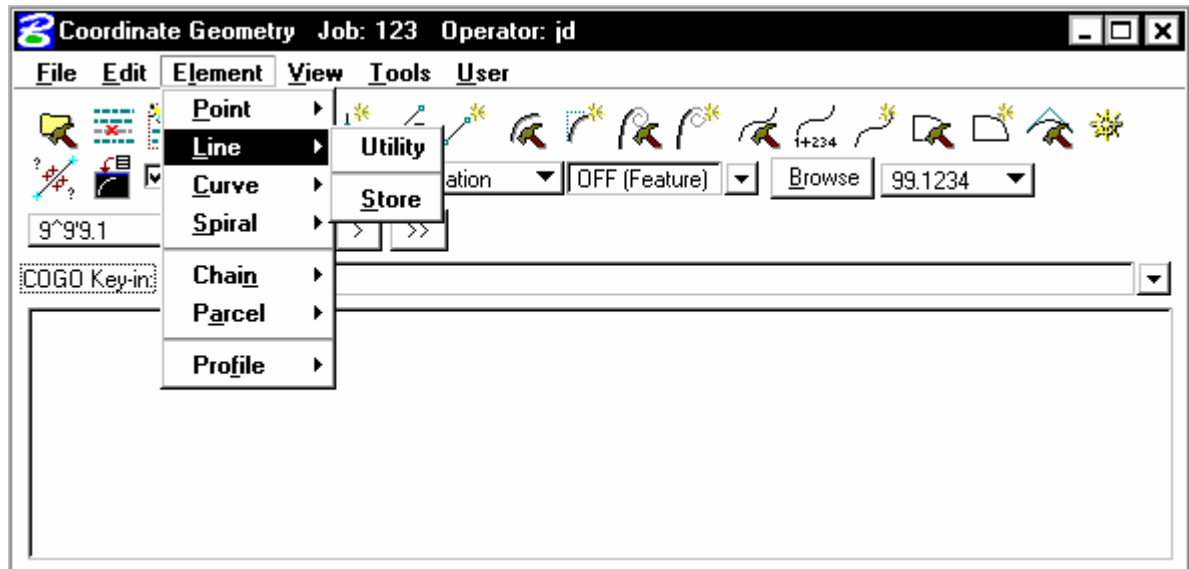 Coordinate Geometry Job: 123 Operator: jd
File Edit Element View Tools User
Point
Line
Curve
Spiral
Chain
Parcel
Profile
Utility
Store
1+234
ation
OFF (Feature)
Browse
99.1234
9^9'9.1
>
>>
COGO Key-in: